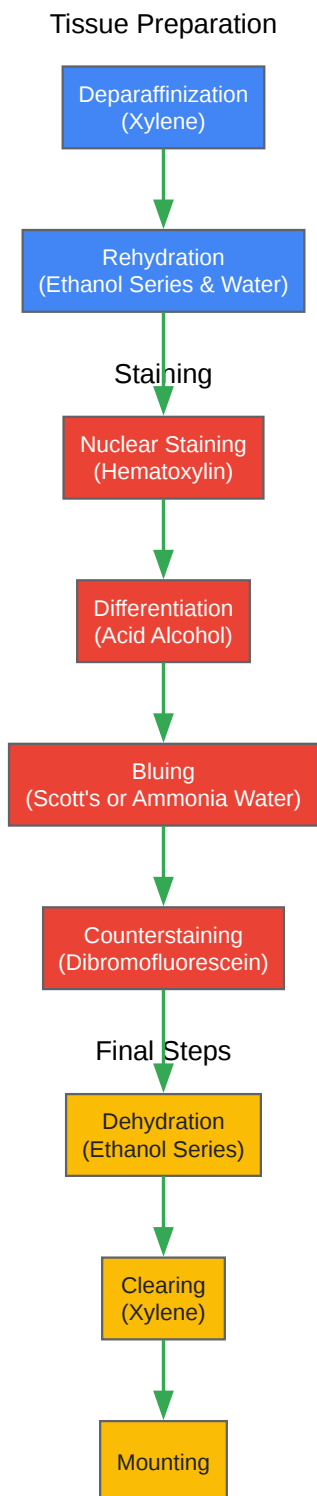 Tissue Preparation
Deparaffinization
(Xylene)
Rehydration
(Ethanol Series & Water)
Staining
Nuclear Staining
(Hematoxylin)
Differentiation
(Acid Alcohol)
Bluing
(Scott's or Ammonia Water)
Counterstaining
(Dibromofluorescein)
Final Steps
Dehydration
(Ethanol Series)
Clearing
(Xylene)
Mounting